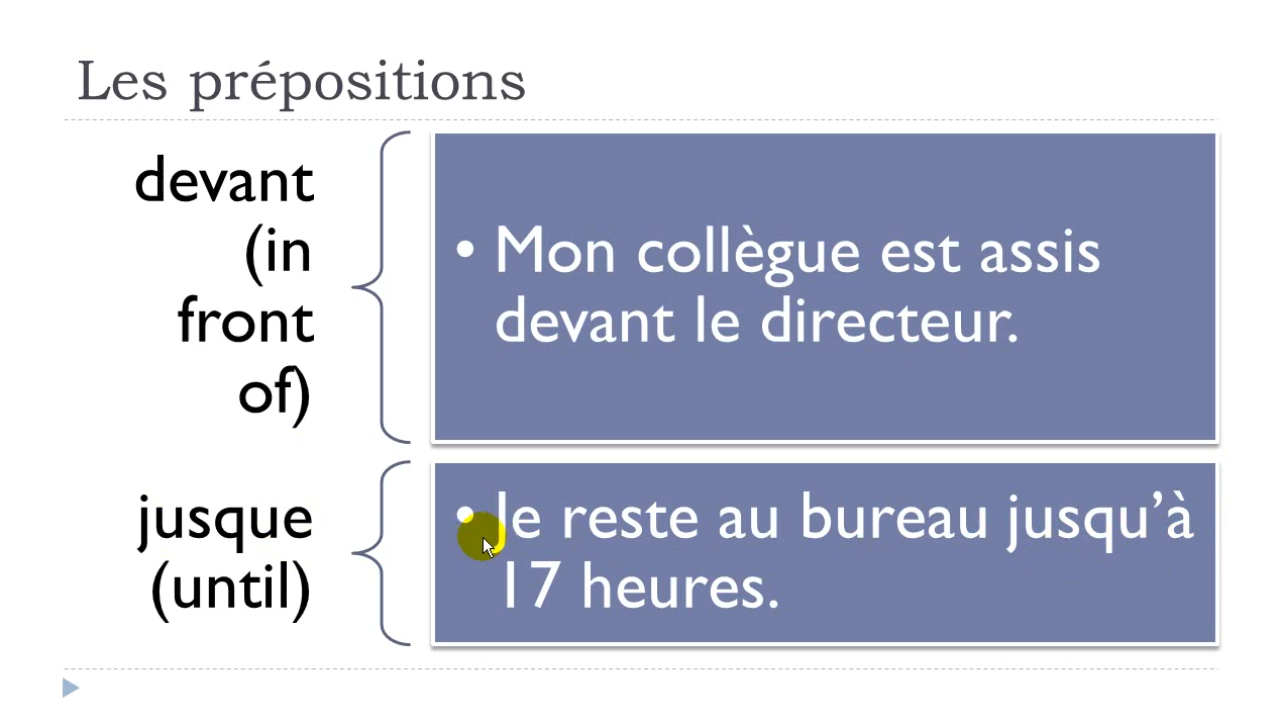 Les prépositions
devant
(in
front
of)
• Mon collègue est assis
devant le directeur.
jusque
(until)
• Je reste au bureau jusqu’à
17 heures.